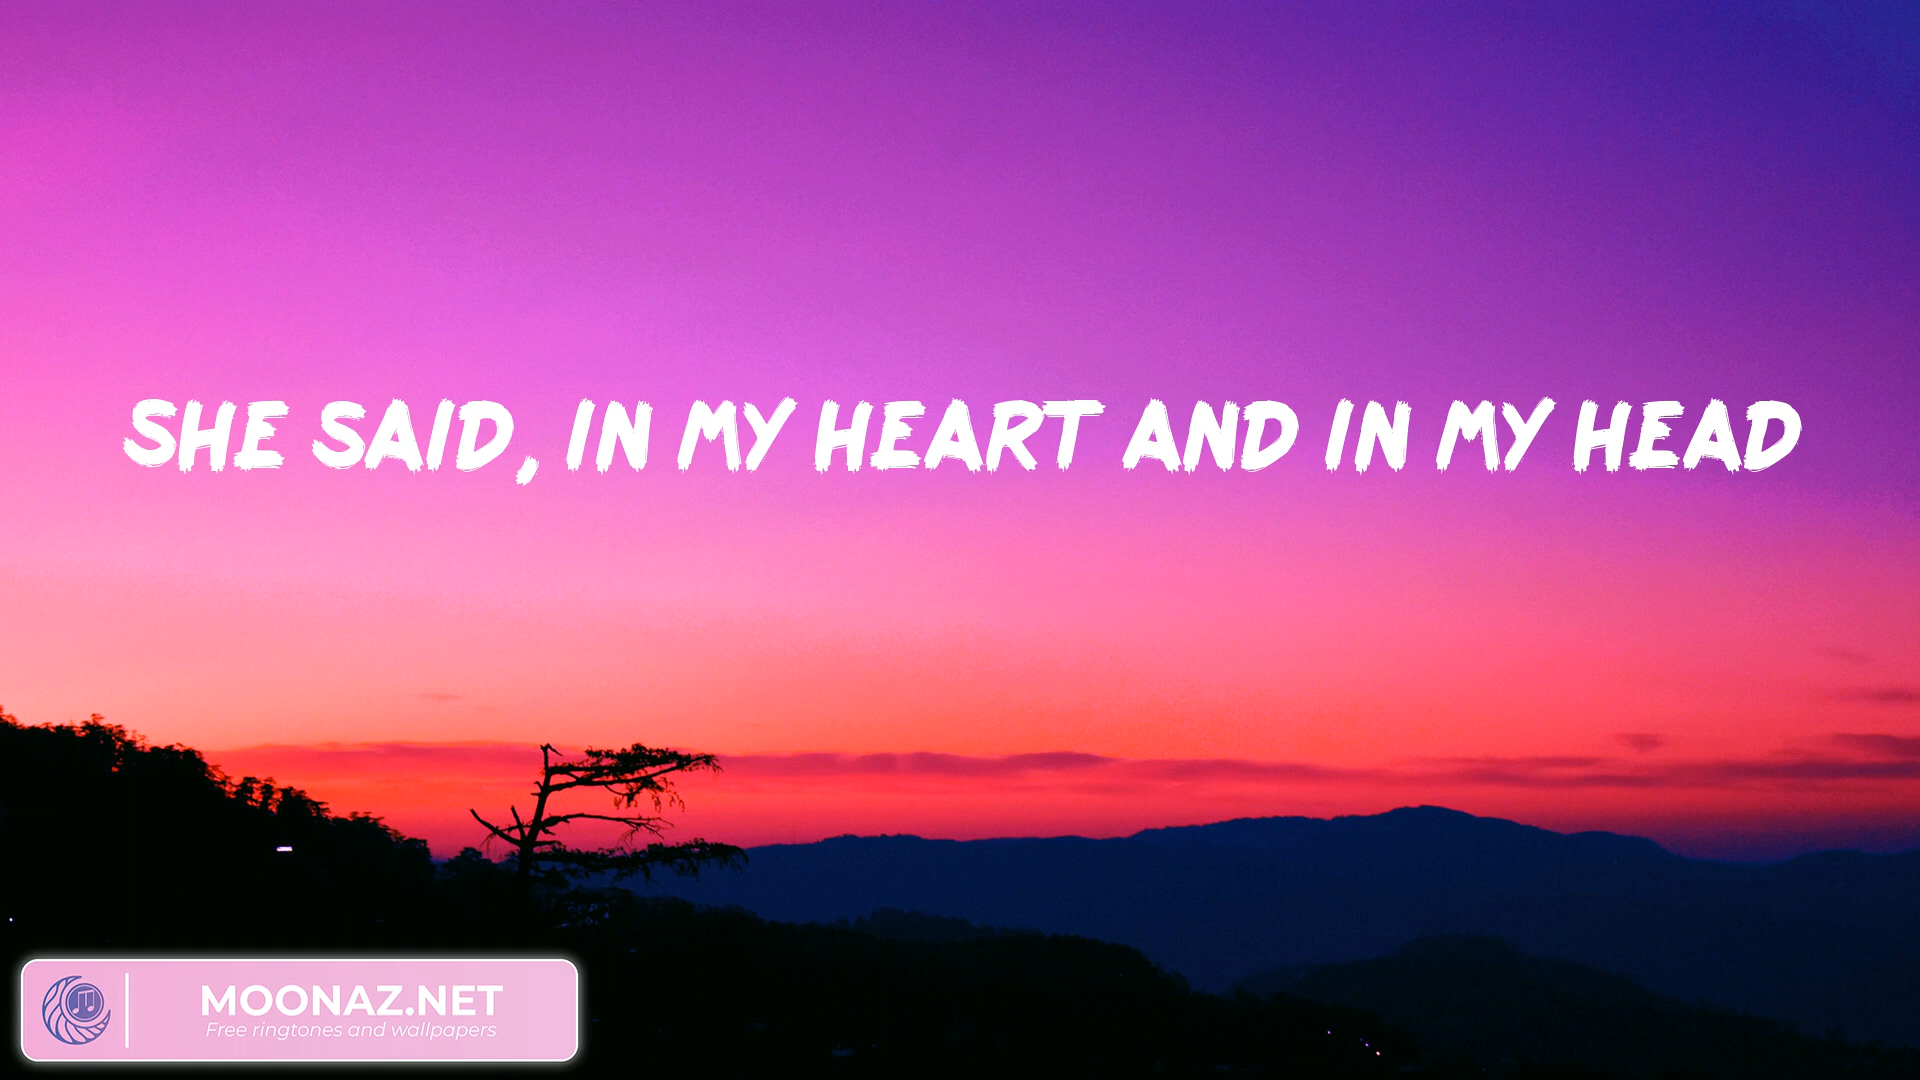 SHE SAID, IN MY HEART AND IN MY HEAD
MOONAZ.NET
Free ringtones and wallpapers